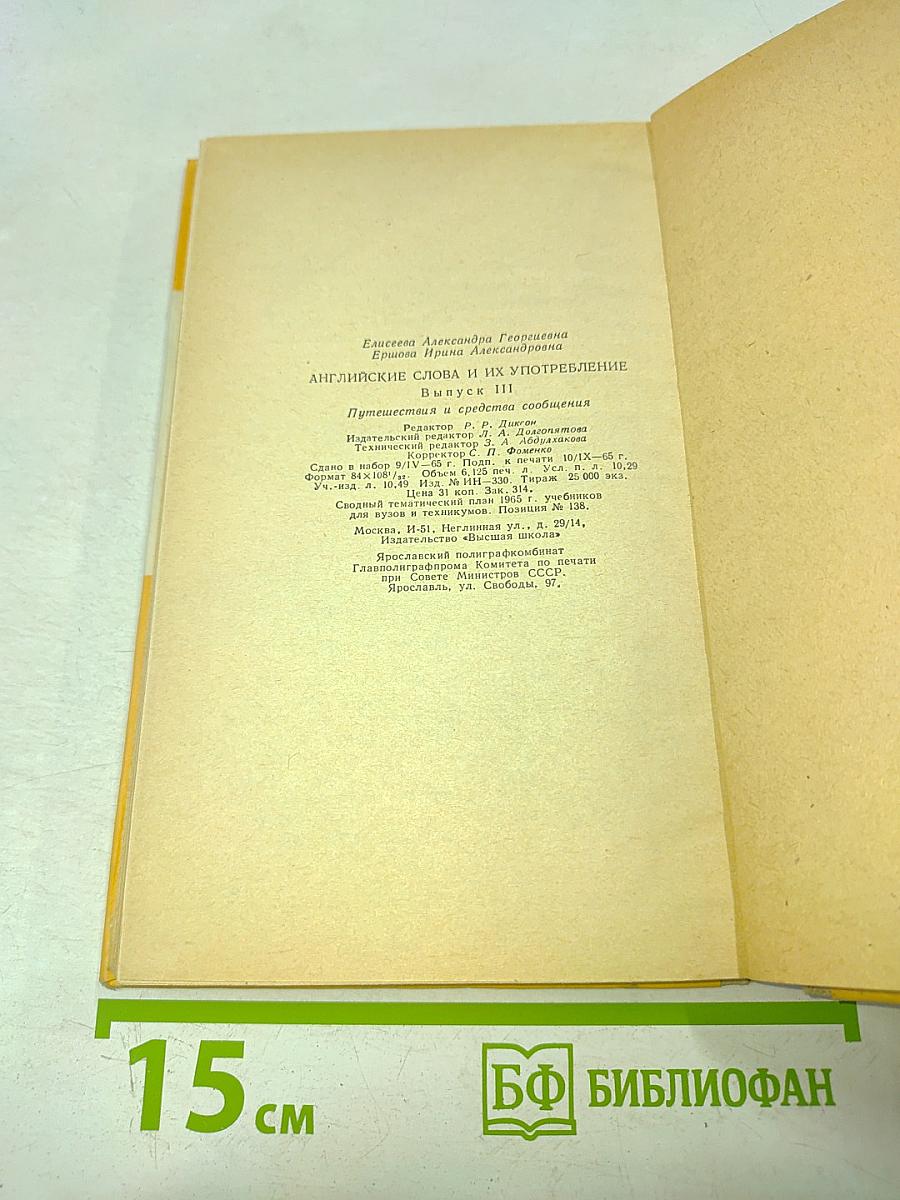 Елисеева Александра Георгиевна
Ершова Ирина Александровна
АНГЛИЙСКИЕ СЛОВА И ИХ УПОТРЕБЛЕНИЕ
Выпуск III
Путешествия и средства сообщения
Редактор Р. Р. Диксон
Издательский редактор Л. А. Долгопятова
Технический редактор З. А. Абдулхакова
Корректор С. П. Фоменко
Сдано в набор 9/IV—65 г. Подп. к печати 10/IX—65 г.
Формат 84×108¹/₃₂. Объем 6,125 печ. л. Усл. п. л. 10,29
Уч.-изд. л. 10,49 Изд. № ИН—330. Тираж 25 000 экз.
Цена 31 коп. Зак. 314.
Сводный тематический план 1965 г. учебников
для вузов и техникумов. Позиция № 138.
Москва, И-51, Неглинная ул., д. 29/14,
Издательство «Высшая школа»
Ярославский полиграфкомбинат
Главполиграфпрома Комитета по печати
при Совете Министров СССР.
Ярославль, ул. Свободы, 97.
15 см
БФ БИБЛИОФАН